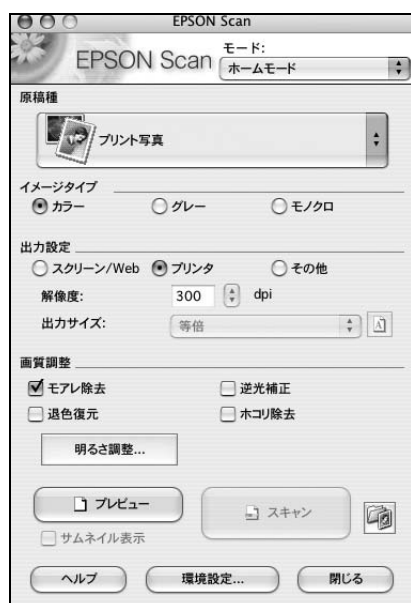 EPSON Scan
EPSON Scan
モード:
ホームモード
原稿種
プリント写真
イメージタイプ
カラー グレー モノクロ
出力設定
スクリーン/Web プリンタ その他
解像度: 300 dpi
出力サイズ: 等倍
画質調整
モアレ除去 逆光補正
退色復元 ホコリ除去
明るさ調整...
プレビュー スキャン
サムネイル表示
ヘルプ 環境設定... 閉じる